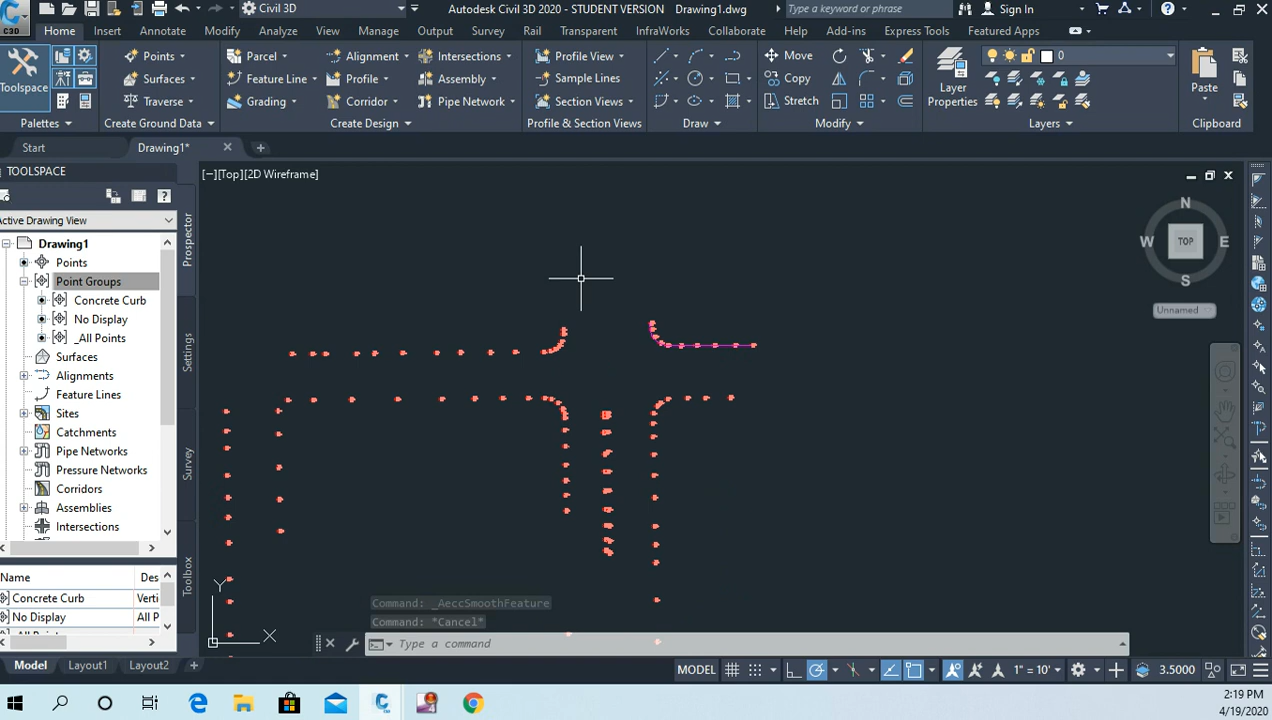 Civil 3D
Autodesk Civil 3D 2020 - STUDENT VERSION Drawing1.dwg
Type a keyword or phrase
Sign In
C3D
Home Insert Annotate Modify Analyze View Manage Output Survey Rail Transparent InfraWorks Collaborate Help Add-ins Express Tools Featured Apps
Toolspace
Points
Surfaces
Traverse
Parcel
Feature Line
Grading
Alignment
Profile
Corridor
Intersections
Assembly
Pipe Network
Profile View
Sample Lines
Section Views
Move
Copy
Stretch
Layer
Properties
0
Paste
Palettes
Create Ground Data
Create Design
Profile & Section Views
Draw
Modify
Layers
Clipboard
Start
Drawing1*
TOOLSPACE
Active Drawing View
Drawing1
Points
Point Groups
Concrete Curb
No Display
_All Points
Surfaces
Alignments
Feature Lines
Sites
Catchments
Pipe Networks
Pressure Networks
Corridors
Assemblies
Intersections
Name
Des
Concrete Curb
Verti
No Display
All P
Prospector
Settings
Survey
Toolbox
[−][Top][2D Wireframe]
N
W
TOP
E
S
Unnamed
Y
X
Command: _AeccSmoothFeature
Command: *Cancel*
Type a command
Model
Layout1
Layout2
MODEL
1" = 10'
3.5000
2:19 PM
4/19/2020